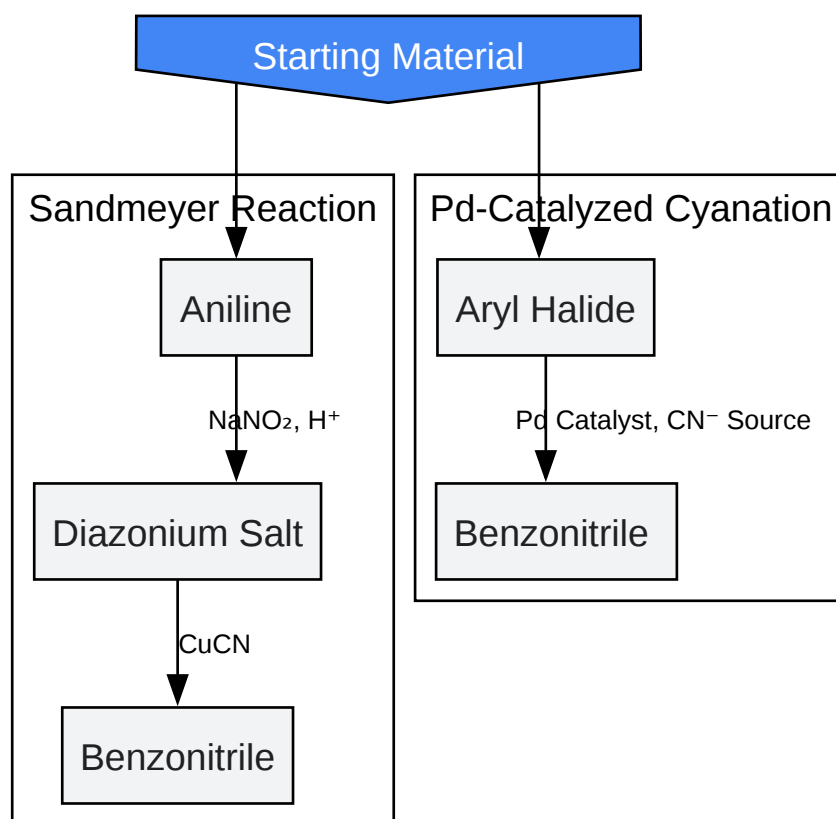 Starting Material
Sandmeyer Reaction
Aniline
NaNO₂, H⁺
Diazonium Salt
CuCN
Benzonitrile
Pd-Catalyzed Cyanation
Aryl Halide
Pd Catalyst, CN⁻ Source
Benzonitrile